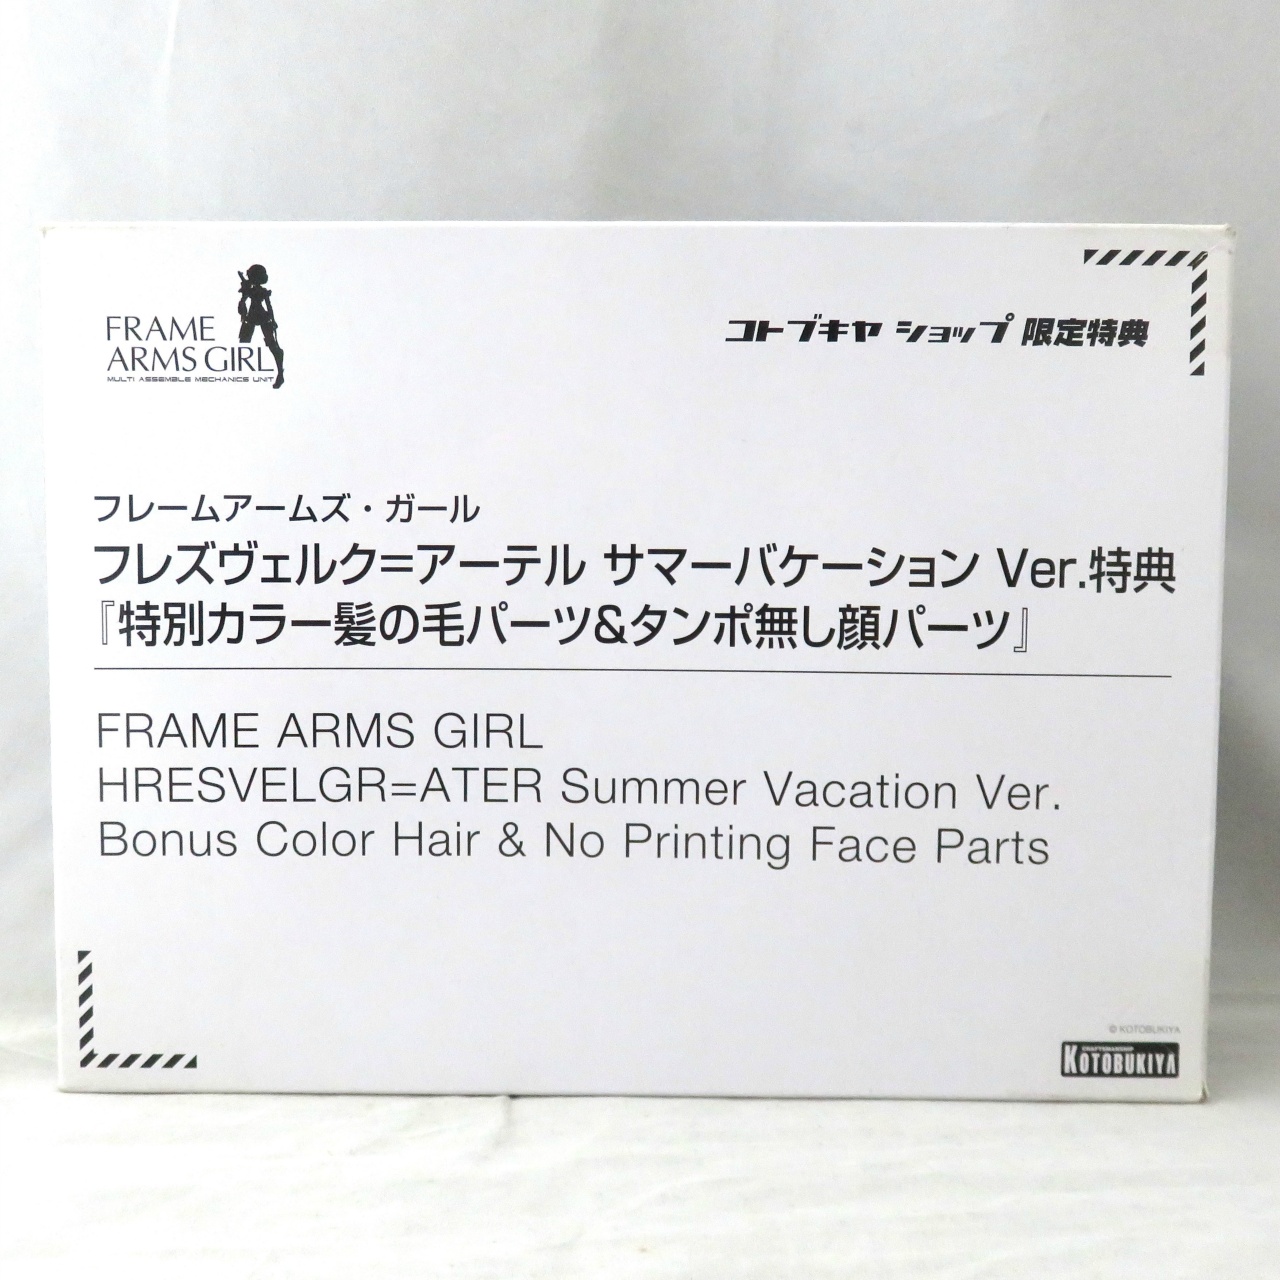 FRAME
ARMS GIRL
MULTI ASSEMBLE MECHANICS UNIT
コトブキヤ ショップ 限定特典
フレームアームズ・ガール
フレズヴェルク=アーテル サマーバケーション Ver.特典
『特別カラー髪の毛パーツ&タンポ無し顔パーツ』
FRAME ARMS GIRL
HRESVELGR=ATER Summer Vacation Ver.
Bonus Color Hair & No Printing Face Parts
© KOTOBUKIYA
CRAFTSMANSHIP
KOTOBUKIYA